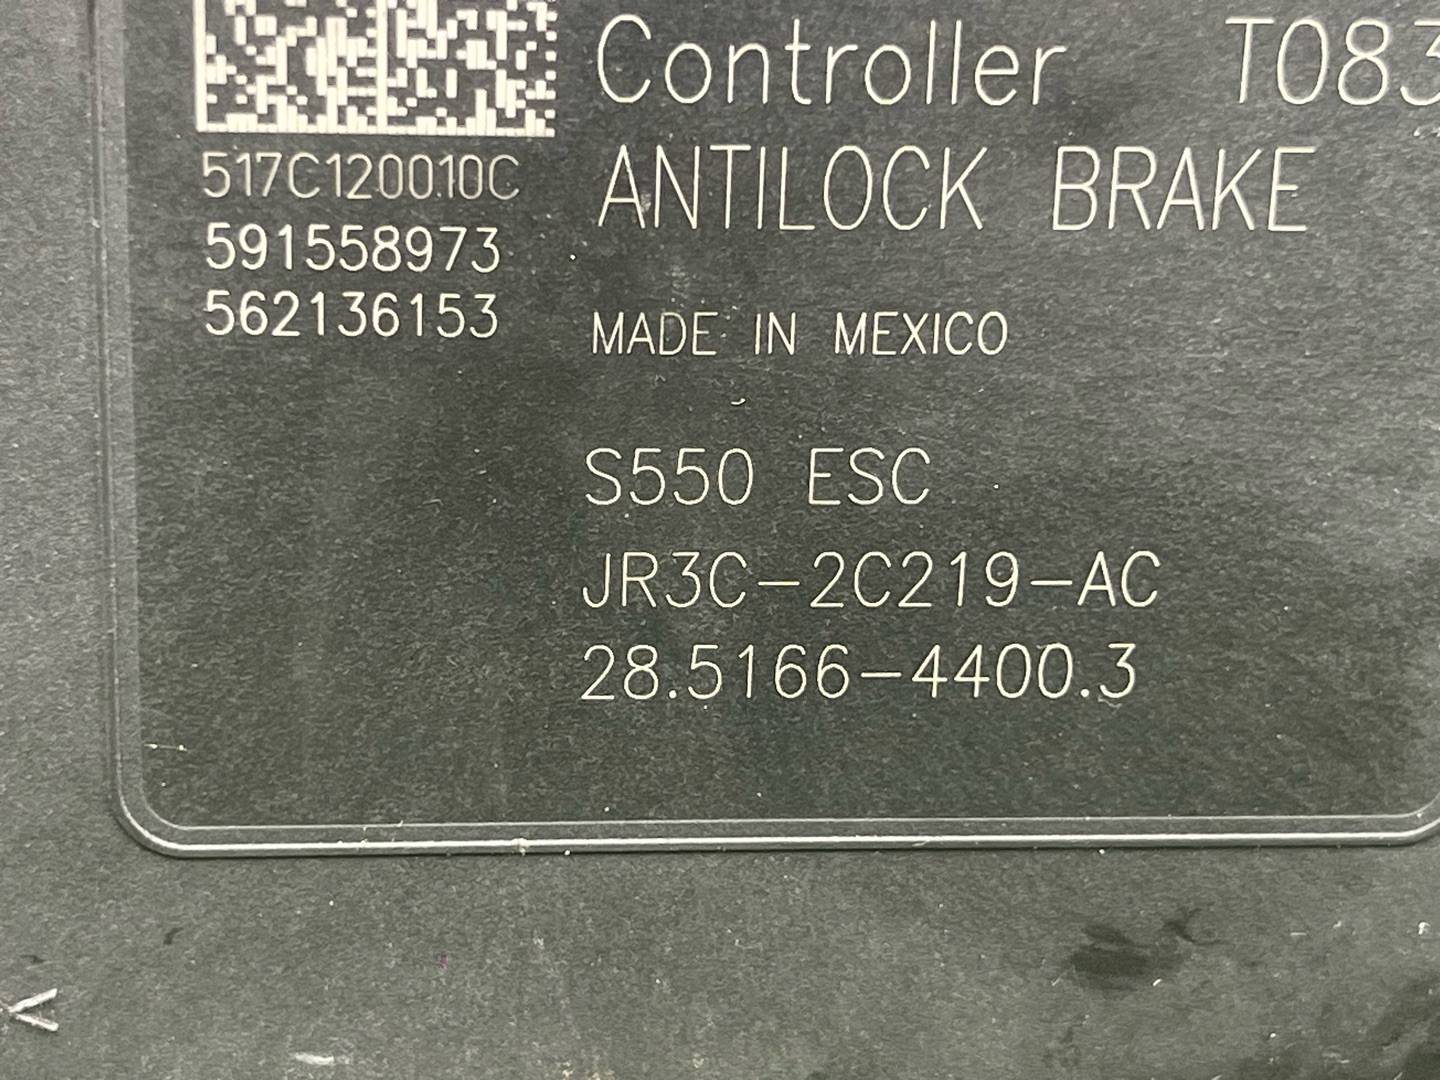 Controller T083
ANTILOCK BRAKE
517C120010C
591558973
562136153
MADE IN MEXICO
S550 ESC
JR3C-2C219-AC
28.5166-4400.3